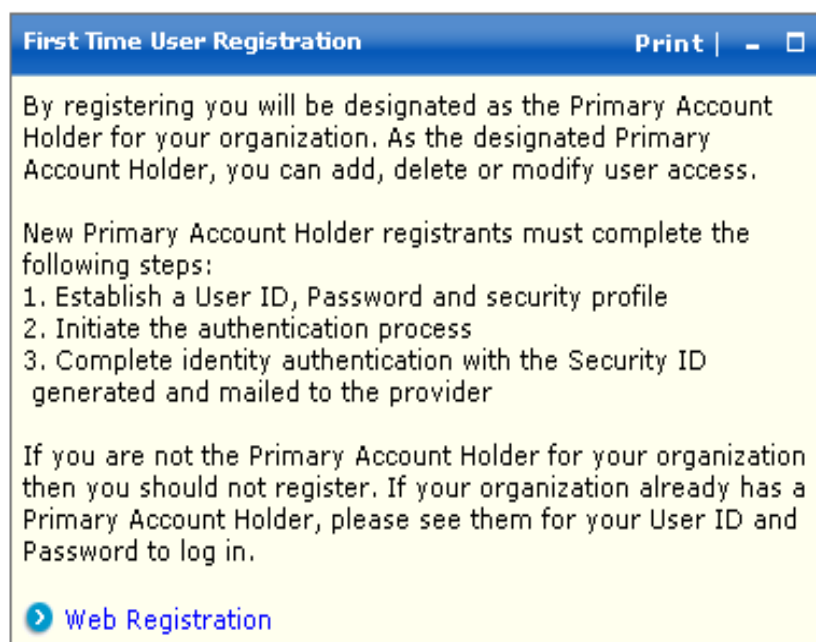 First Time User Registration Print | – □
By registering you will be designated as the Primary Account
Holder for your organization. As the designated Primary
Account Holder, you can add, delete or modify user access.
New Primary Account Holder registrants must complete the
following steps:
1. Establish a User ID, Password and security profile
2. Initiate the authentication process
3. Complete identity authentication with the Security ID
generated and mailed to the provider
If you are not the Primary Account Holder for your organization
then you should not register. If your organization already has a
Primary Account Holder, please see them for your User ID and
Password to log in.
Web Registration